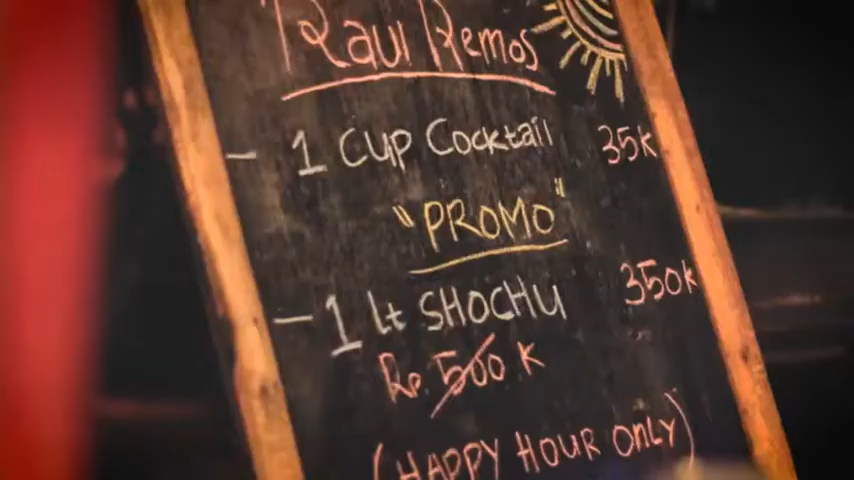 Raul Remos
- 1 Cup Cocktail 35K
"PROMO"
- 1 Lt SHOCHU 350K
Rp. 500 K
(HAPPY HOUR ONLY)